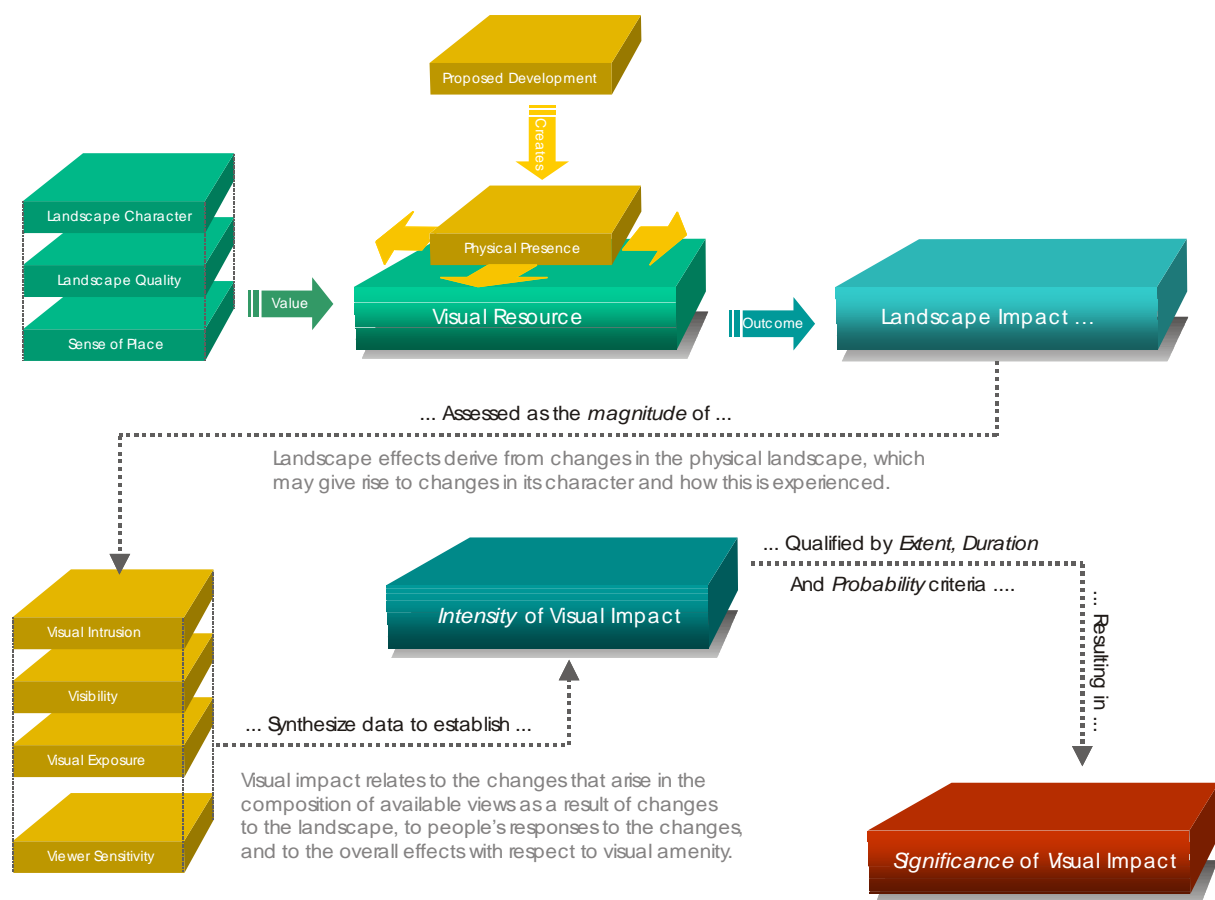 Proposed Development
Creates
Physical Presence
Landscape Character
Landscape Quality
Sense of Place
Value
Visual Resource
Outcome
Landscape Impact ...
... Assessed as the magnitude of ...
Landscape effects derive from changes in the physical landscape, which
may give rise to changes in its character and how this is experienced.
Visual Intrusion
Visibility
Visual Exposure
Viewer Sensitivity
... Synthesize data to establish ...
Visual impact relates to the changes that arise in the
composition of available views as a result of changes
to the landscape, to people's responses to the changes,
and to the overall effects with respect to visual amenity.
Intensity of Visual Impact
... Qualified by Extent, Duration
And Probability criteria ....
... Resulting in ...
Significance of Visual Impact